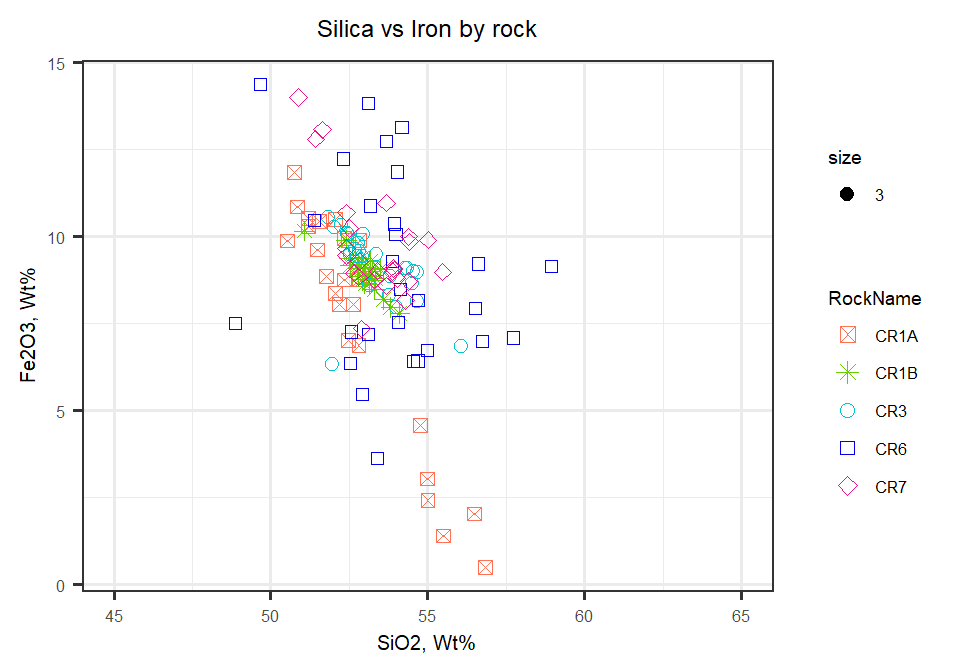 Silica vs Iron by rock
15
10
5
0
Fe2O3, Wt%
45
50
55
60
65
SiO2, Wt%
size
3
RockName
CR1A
CR1B
CR3
CR6
CR7